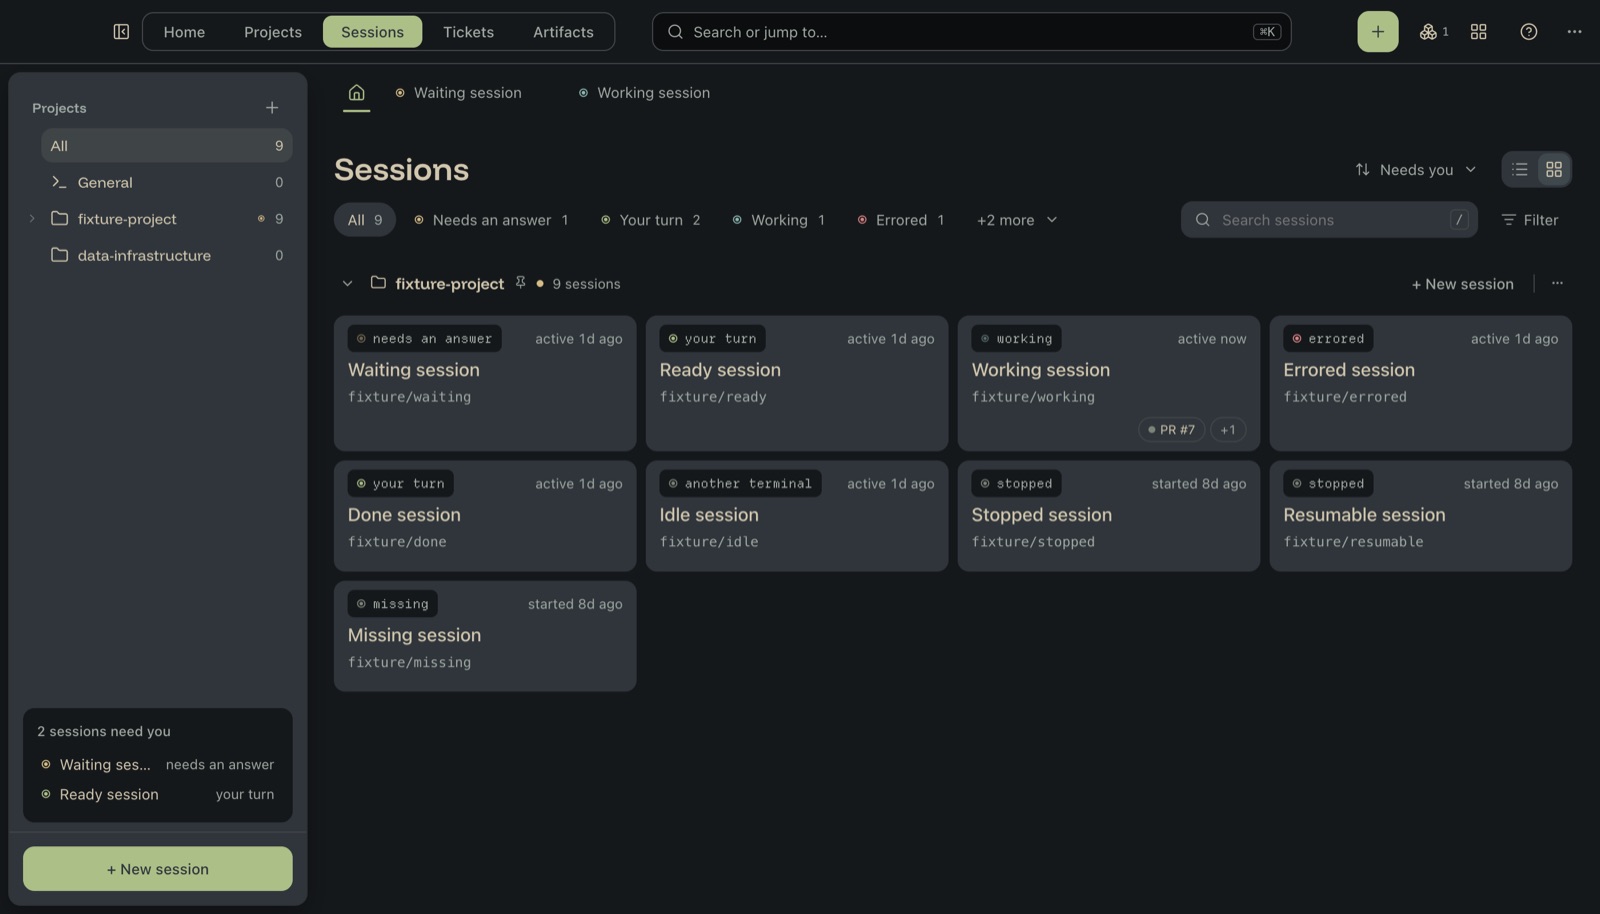 Home Projects Sessions Tickets Artifacts Search or jump to... ⌘K + 1
Projects +
All 9
General 0
fixture-project 9
data-infrastructure 0
2 sessions need you
Waiting ses... needs an answer
Ready session your turn
+ New session
Waiting session Working session
Sessions Needs you
All 9 Needs an answer 1 Your turn 2 Working 1 Errored 1 +2 more Search sessions / Filter
fixture-project 9 sessions + New session ...
needs an answer active 1d ago
Waiting session
fixture/waiting
your turn active 1d ago
Ready session
fixture/ready
working active now
Working session
fixture/working
PR #7 +1
errored active 1d ago
Errored session
fixture/errored
your turn active 1d ago
Done session
fixture/done
another terminal active 1d ago
Idle session
fixture/idle
stopped started 8d ago
Stopped session
fixture/stopped
stopped started 8d ago
Resumable session
fixture/resumable
missing started 8d ago
Missing session
fixture/missing